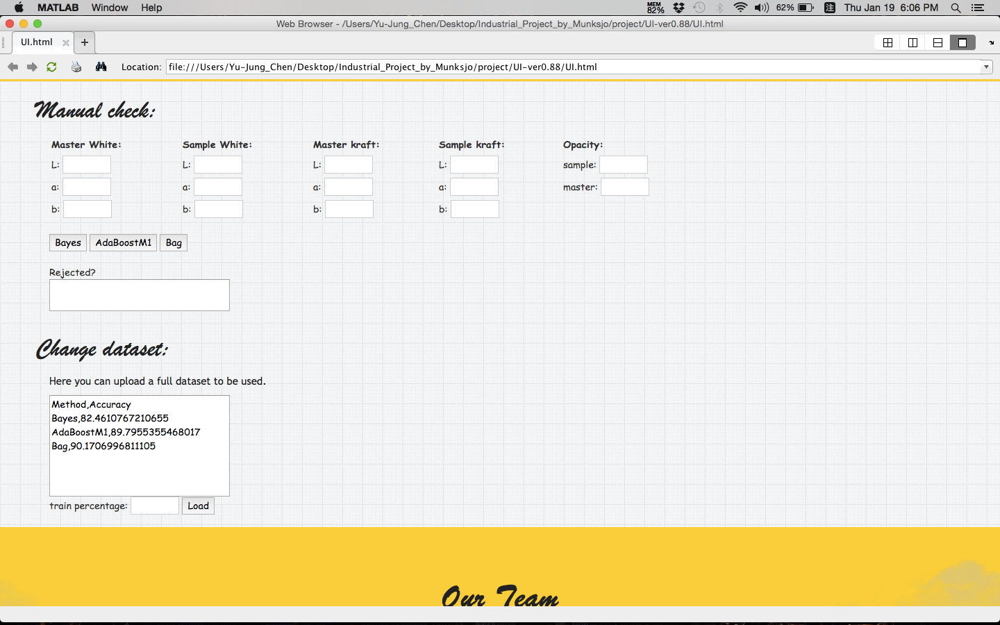 MATLAB Window Help MEM 82% 62% 注 Thu Jan 19 6:06 PM
Web Browser - /Users/Yu-Jung_Chen/Desktop/Industrial_Project_by_Munksjo/project/UI-ver0.88/UI.html
UI.html
Location: file:///Users/Yu-Jung_Chen/Desktop/Industrial_Project_by_Munksjo/project/UI-ver0.88/UI.html
Manual check:
Master White: Sample White: Master kraft: Sample kraft: Opacity:
L: L: L: L: sample:
a: a: a: a: master:
b: b: b: b:
Bayes AdaBoostM1 Bag
Rejected?
Change dataset:
Here you can upload a full dataset to be used.
Method,Accuracy
Bayes,82.4610767210655
AdaBoostM1,89.7955355468017
Bag,90.1706996811105
train percentage: Load
Our Team